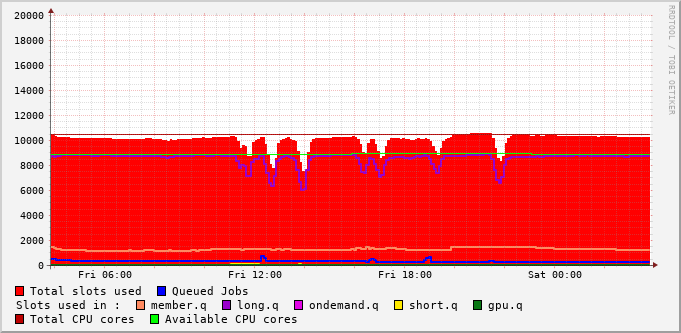 RRDTOOL / TOBI OETIKER
20000
18000
16000
14000
12000
10000
8000
6000
4000
2000
0
Fri 06:00 Fri 12:00 Fri 18:00 Sat 00:00
Total slots used Queued Jobs
Slots used in : member.q long.q ondemand.q short.q gpu.q
Total CPU cores Available CPU cores